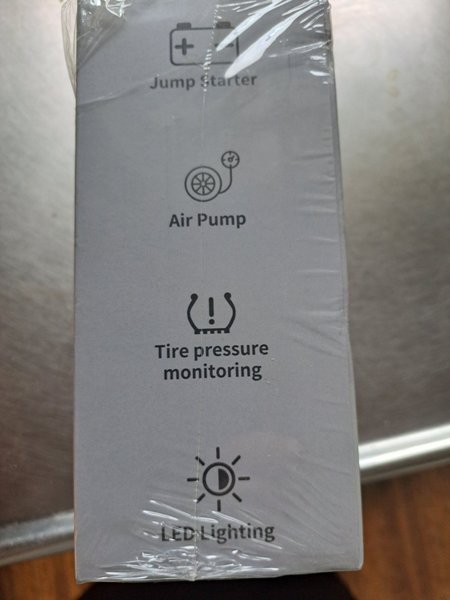 Jump Starter
Air Pump
Tire pressure
monitoring
LED Lighting